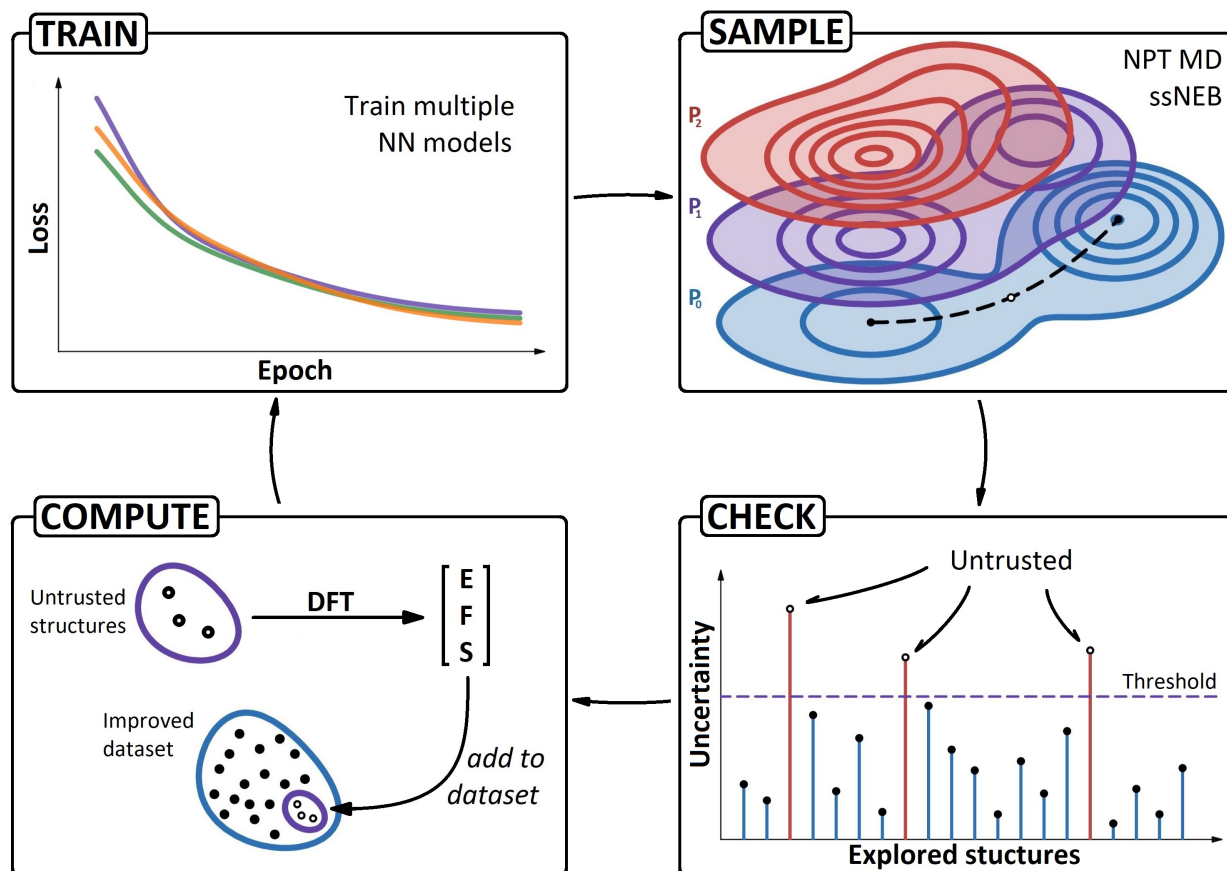 TRAIN
Train multiple
NN models
Loss
Epoch
SAMPLE
NPT MD
ssNEB
P2
P1
P0
COMPUTE
Untrusted
structures
DFT
E
F
S
Improved
dataset
add to
dataset
CHECK
Untrusted
Threshold
Uncertainty
Explored stuctures